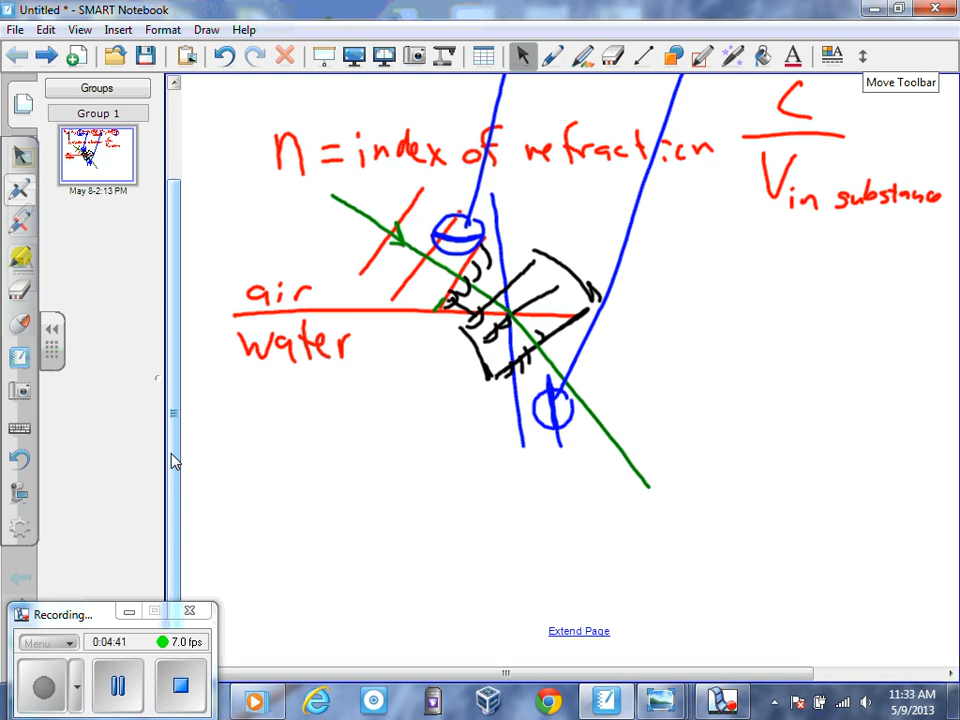 Untitled * - SMART Notebook
File Edit View Insert Format Draw Help
Move Toolbar
Groups
Group 1
1
May 8-2:13 PM
n = index of refraction
C
V in substance
air
water
Extend Page
Recording...
Menu
0:04:41
7.0 fps
11:33 AM
5/9/2013